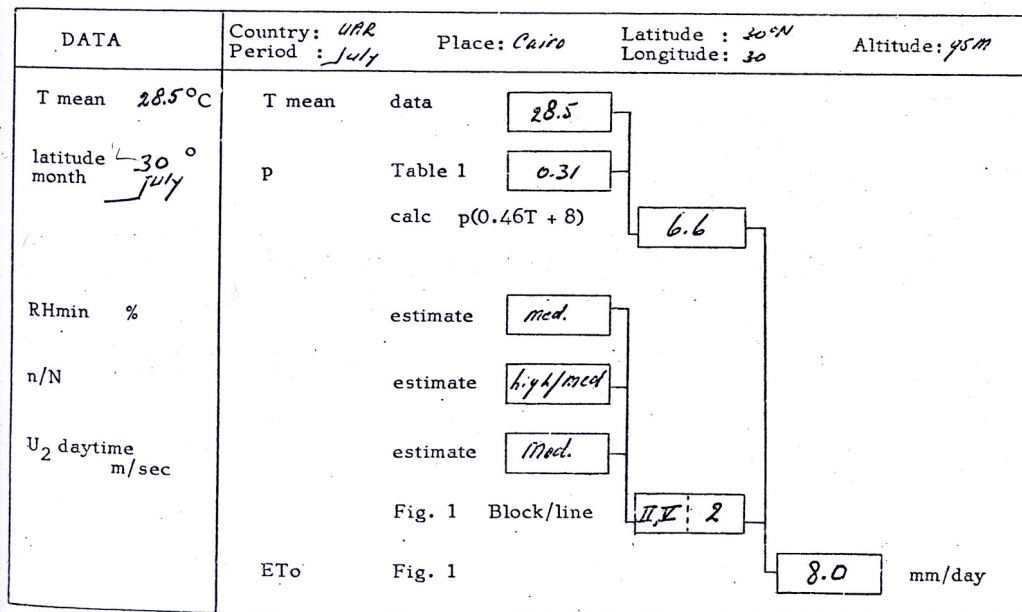 DATA Country: UAR Place: Cairo Latitude : 30°N Altitude: 95m
Period : July Longitude: 30
T mean 28.5°C T mean data 28.5
latitude 30°
month July p Table 1 0.31
calc p(0.46T + 8) 6.6
RHmin % estimate med.
n/N estimate high/med
U2 daytime estimate Mod.
m/sec
Fig. 1 Block/line II,V 2
ETo Fig. 1 8.0 mm/day